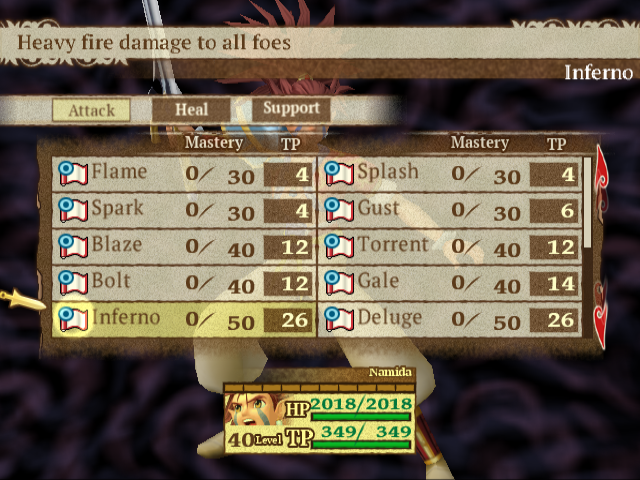 Heavy fire damage to all foes
Inferno
Attack Heal Support
Mastery TP Mastery TP
Flame 0/ 30 4 Splash 0/ 30 4
Spark 0/ 30 4 Gust 0/ 30 6
Blaze 0/ 40 12 Torrent 0/ 40 12
Bolt 0/ 40 12 Gale 0/ 40 14
Inferno 0/ 50 26 Deluge 0/ 50 26
Namida
HP 2018/2018
40 Level TP 349/ 349